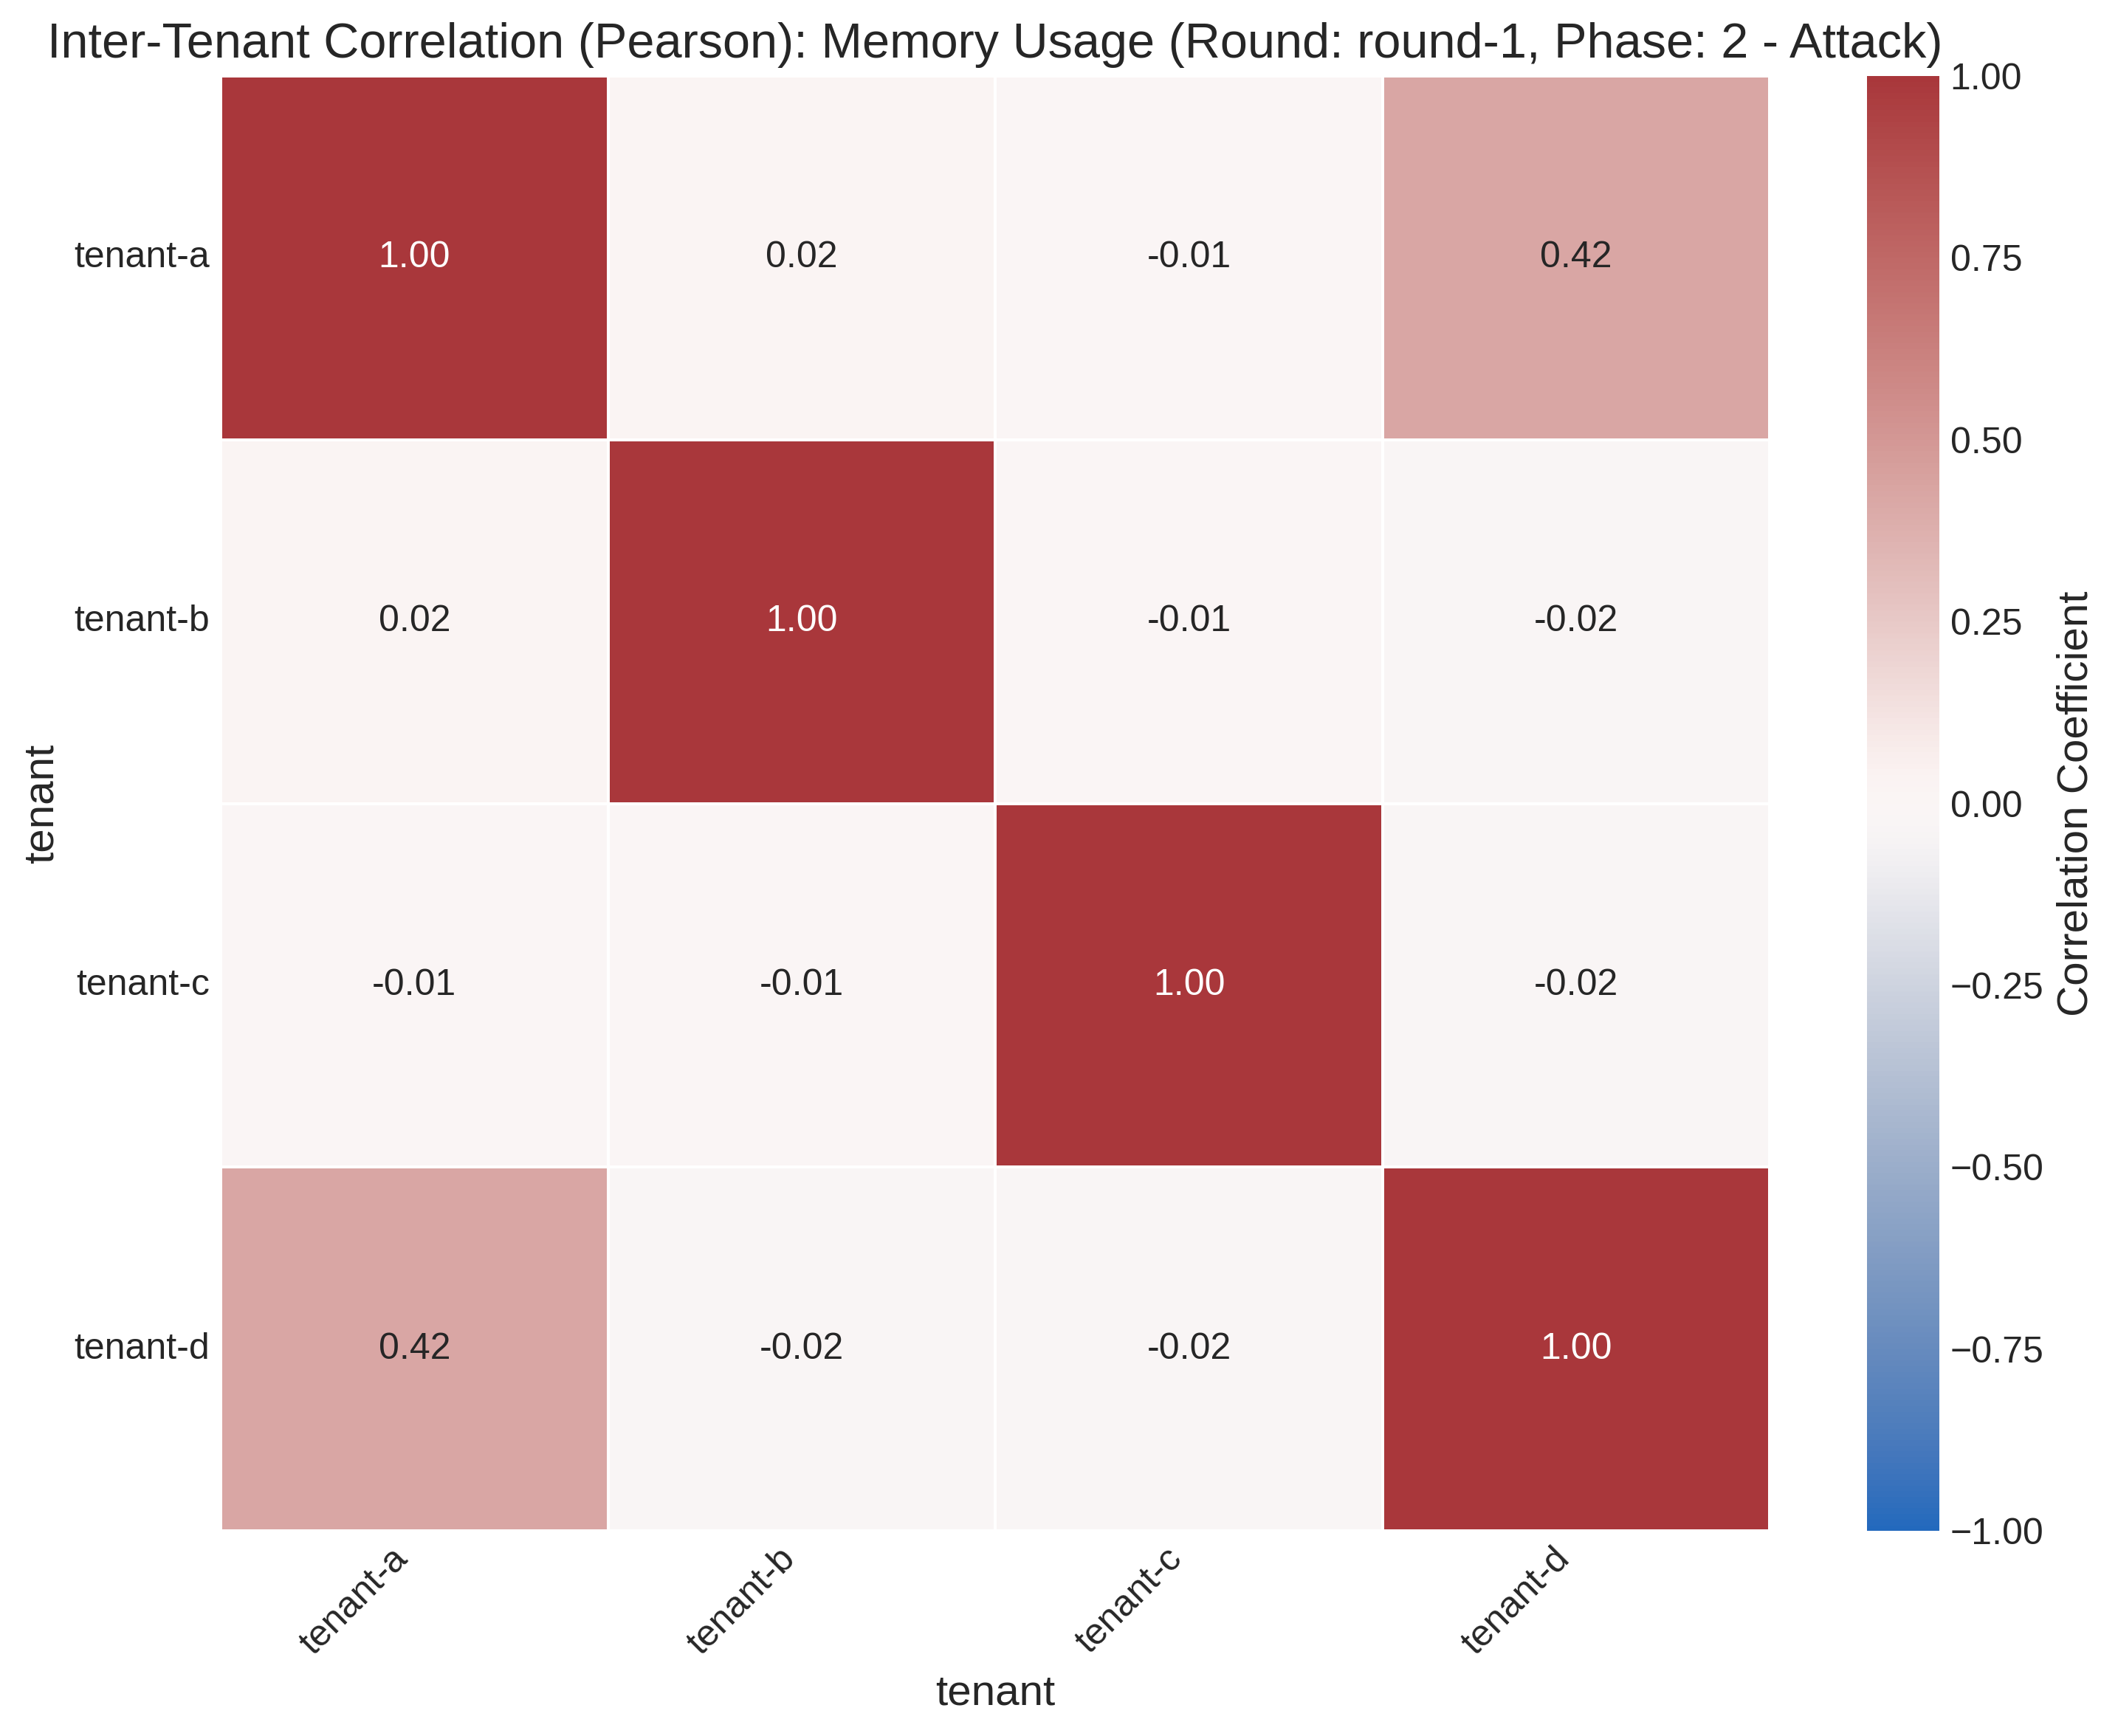 Inter-Tenant Correlation (Pearson): Memory Usage (Round: round-1, Phase: 2 - Attack)
tenant-a 1.00 0.02 -0.01 0.42
tenant-b 0.02 1.00 -0.01 -0.02
tenant-c -0.01 -0.01 1.00 -0.02
tenant-d 0.42 -0.02 -0.02 1.00
tenant
tenant-a tenant-b tenant-c tenant-d
tenant
1.00
0.75
0.50
0.25
0.00
−0.25
−0.50
−0.75
−1.00
Correlation Coefficient